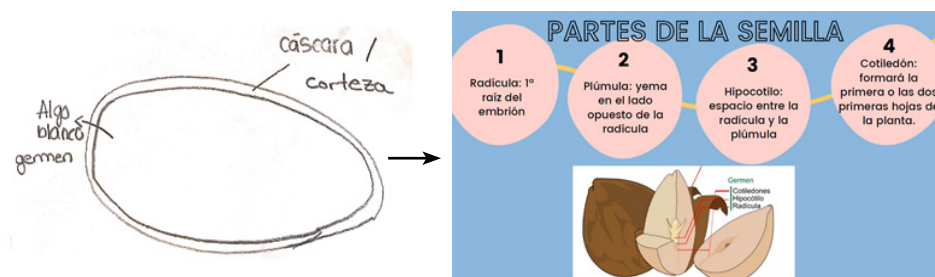 cáscara /
corteza
Algo
blanco
germen
PARTES DE LA SEMILLA
1
Radícula: 1ª
raíz del
embrión
2
Plúmula: yema
en el lado
opuesto de la
radícula
3
Hipocotilo:
espacio entre la
radícula y la
plúmula
4
Cotiledón:
formará la
primera o las dos
primeras hojas de
la planta.
Germen
Cotiledones
Hipocótilo
Radícula